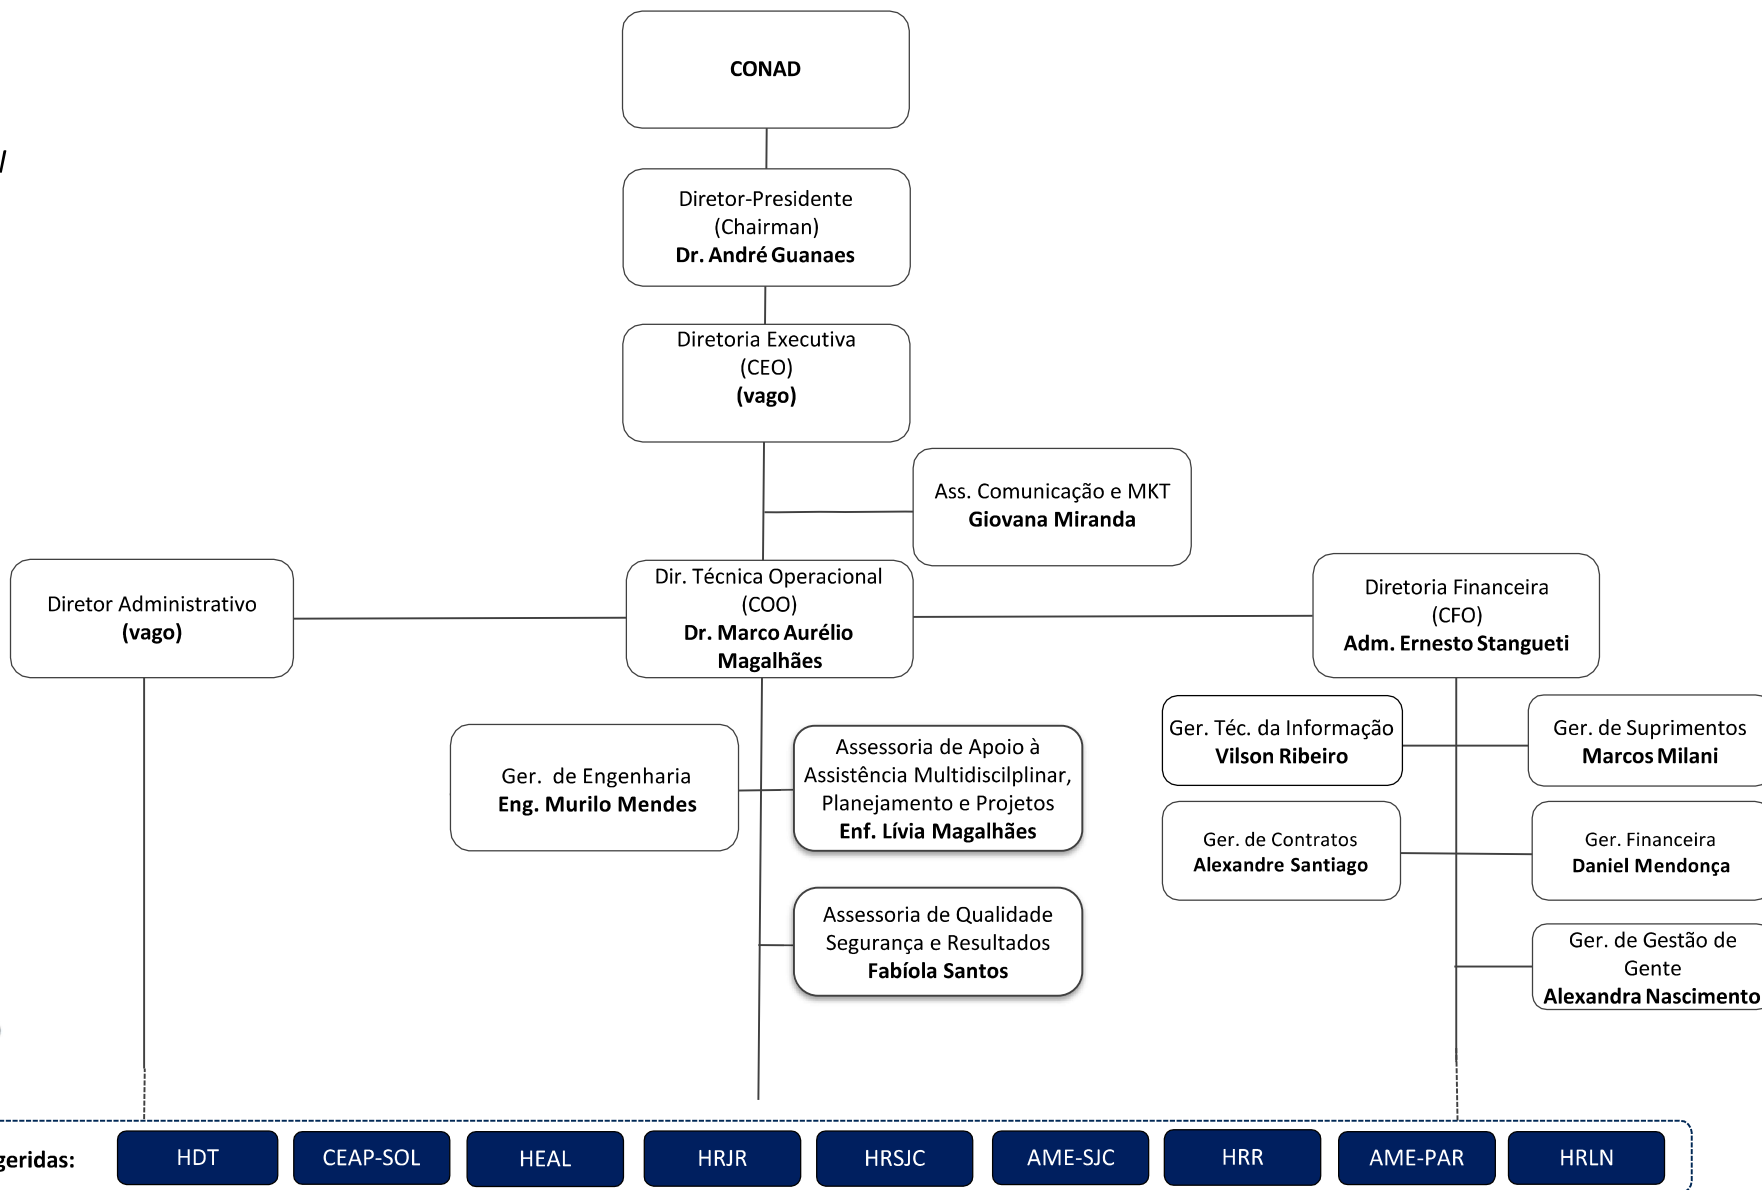 CONAD
Diretor-Presidente
(Chairman)
Dr. André Guanaes
Diretoria Executiva
(CEO)
(vago)
Ass. Comunicação e MKT
Giovana Miranda
Diretor Administrativo
(vago)
Dir. Técnica Operacional
(COO)
Dr. Marco Aurélio
Magalhães
Diretoria Financeira
(CFO)
Adm. Ernesto Stangueti
Ger. de Engenharia
Eng. Murilo Mendes
Assessoria de Apoio à
Assistência Multidiscilplinar,
Planejamento e Projetos
Enf. Lívia Magalhães
Assessoria de Qualidade
Segurança e Resultados
Fabíola Santos
Ger. Téc. da Informação
Vilson Ribeiro
Ger. de Suprimentos
Marcos Milani
Ger. de Contratos
Alexandre Santiago
Ger. Financeira
Daniel Mendonça
Ger. de Gestão de
Gente
Alexandra Nascimento
geridas:
HDT
CEAP-SOL
HEAL
HRJR
HRSJC
AME-SJC
HRR
AME-PAR
HRLN